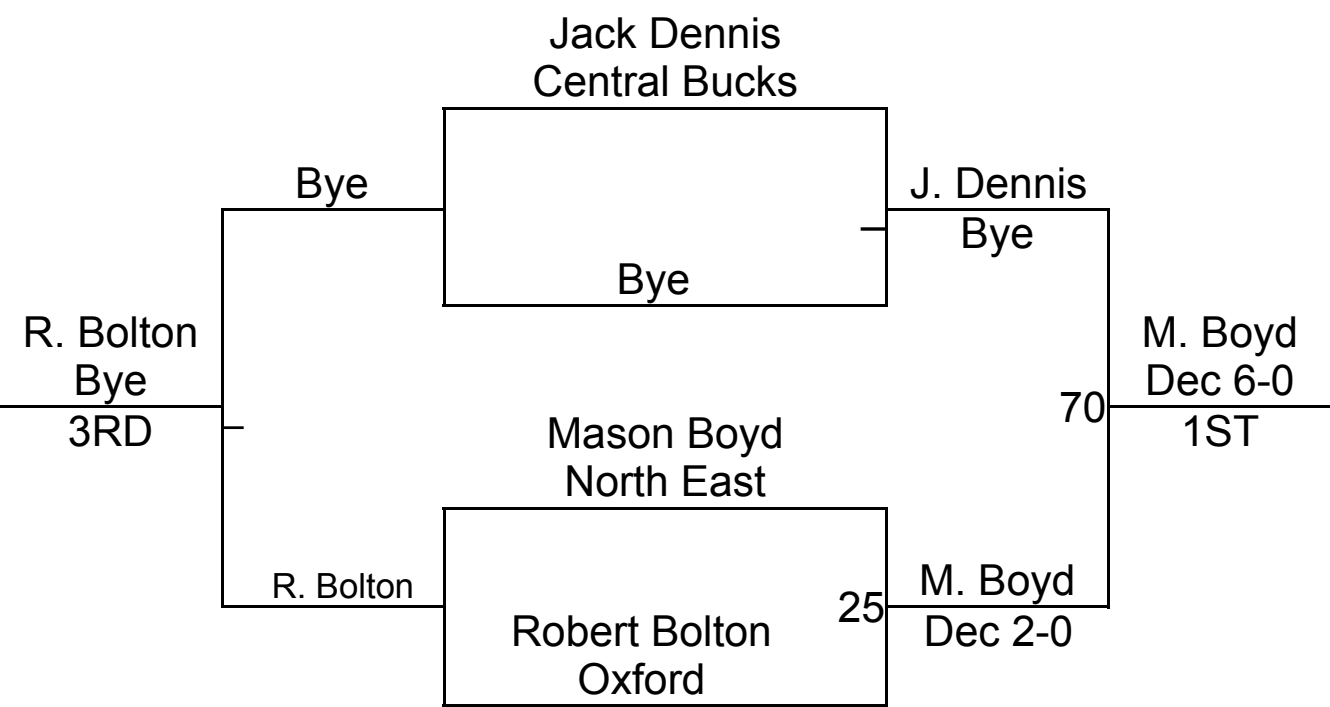 Jack Dennis
Central Bucks
Bye
J. Dennis
Bye
Bye
R. Bolton
Bye
3RD
M. Boyd
Dec 6-0
1ST
70
Mason Boyd
North East
R. Bolton
25
M. Boyd
Dec 2-0
Robert Bolton
Oxford